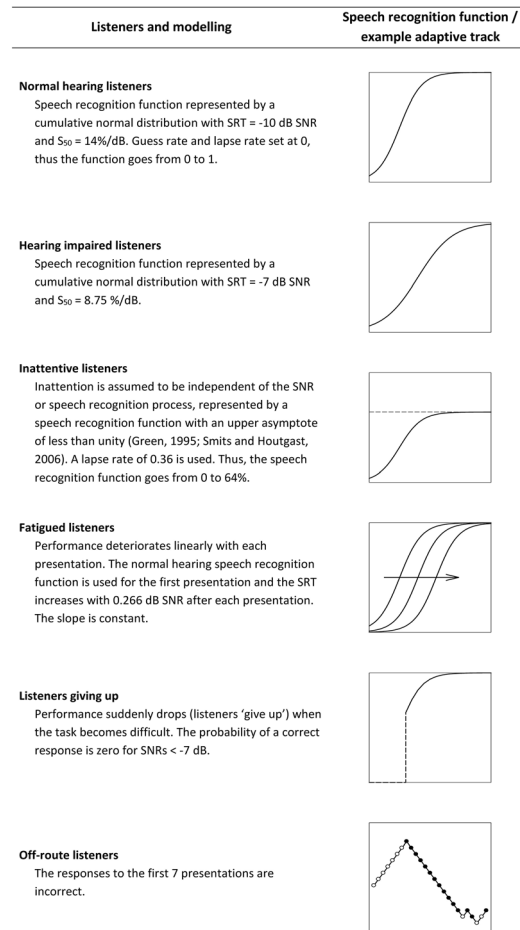 Listeners and modelling
Speech recognition function /
example adaptive track
Normal hearing listeners
Speech recognition function represented by a
cumulative normal distribution with SRT = -10 dB SNR
and S₅₀ = 14%/dB. Guess rate and lapse rate set at 0,
thus the function goes from 0 to 1.
Hearing impaired listeners
Speech recognition function represented by a
cumulative normal distribution with SRT = -7 dB SNR
and S₅₀ = 8.75 %/dB.
Inattentive listeners
Inattention is assumed to be independent of the SNR
or speech recognition process, represented by a
speech recognition function with an upper asymptote
of less than unity (Green, 1995; Smits and Houtgast,
2006). A lapse rate of 0.36 is used. Thus, the speech
recognition function goes from 0 to 64%.
Fatigued listeners
Performance deteriorates linearly with each
presentation. The normal hearing speech recognition
function is used for the first presentation and the SRT
increases with 0.266 dB SNR after each presentation.
The slope is constant.
Listeners giving up
Performance suddenly drops (listeners ‘give up’) when
the task becomes difficult. The probability of a correct
response is zero for SNRs < -7 dB.
Off-route listeners
The responses to the first 7 presentations are
incorrect.